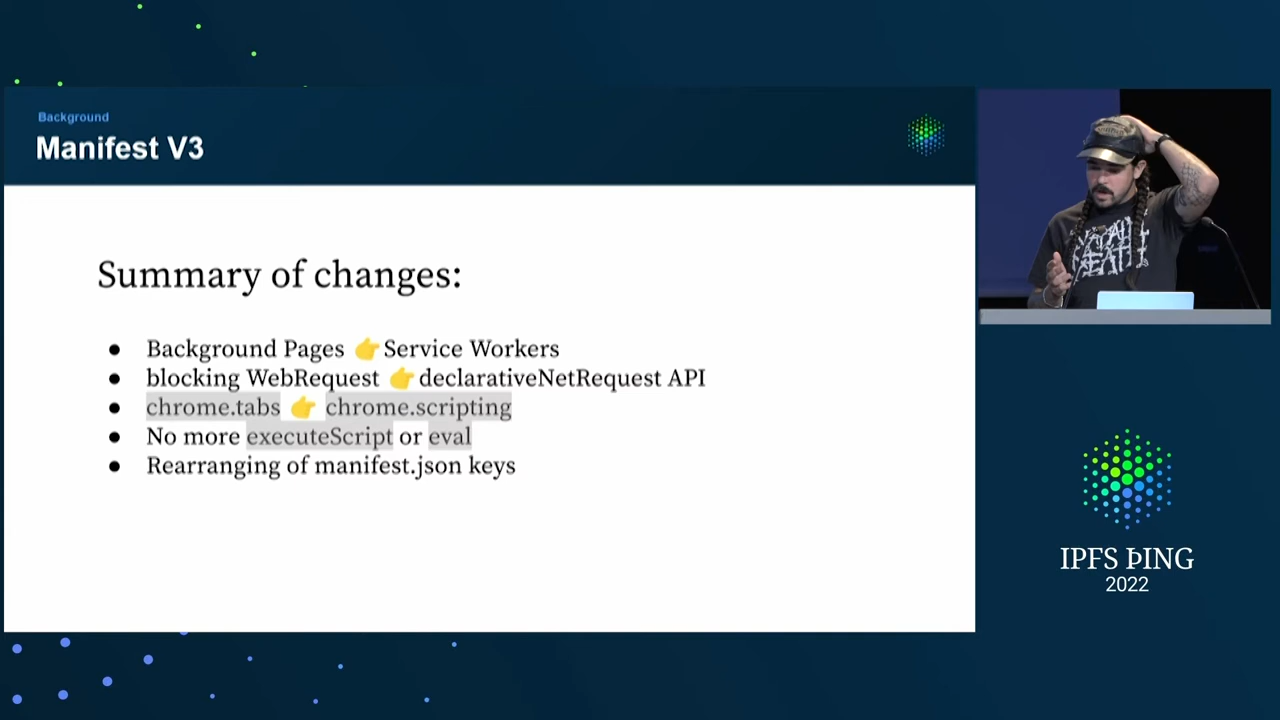 Background
Manifest V3
Summary of changes:
● Background Pages 👉 Service Workers
● blocking WebRequest 👉 declarativeNetRequest API
● chrome.tabs 👉 chrome.scripting
● No more executeScript or eval
● Rearranging of manifest.json keys
IPFS ÞING
2022